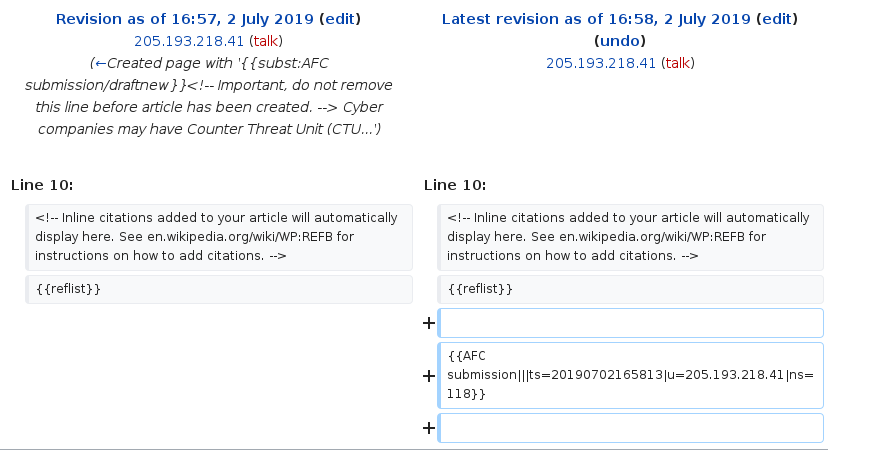 Revision as of 16:57, 2 July 2019 (edit)
205.193.218.41 (talk)
(←Created page with '{{subst:AFC
submission/draftnew}}<!-- Important, do not remove
this line before article has been created. --> Cyber
companies may have Counter Threat Unit (CTU...')
Latest revision as of 16:58, 2 July 2019 (edit)
(undo)
205.193.218.41 (talk)
Line 10:
Line 10:
<!-- Inline citations added to your article will automatically
display here. See en.wikipedia.org/wiki/WP:REFB for
instructions on how to add citations. -->
<!-- Inline citations added to your article will automatically
display here. See en.wikipedia.org/wiki/WP:REFB for
instructions on how to add citations. -->
{{reflist}}
{{reflist}}
+
+
{{AFC
submission|||ts=20190702165813|u=205.193.218.41|ns=
118}}
+